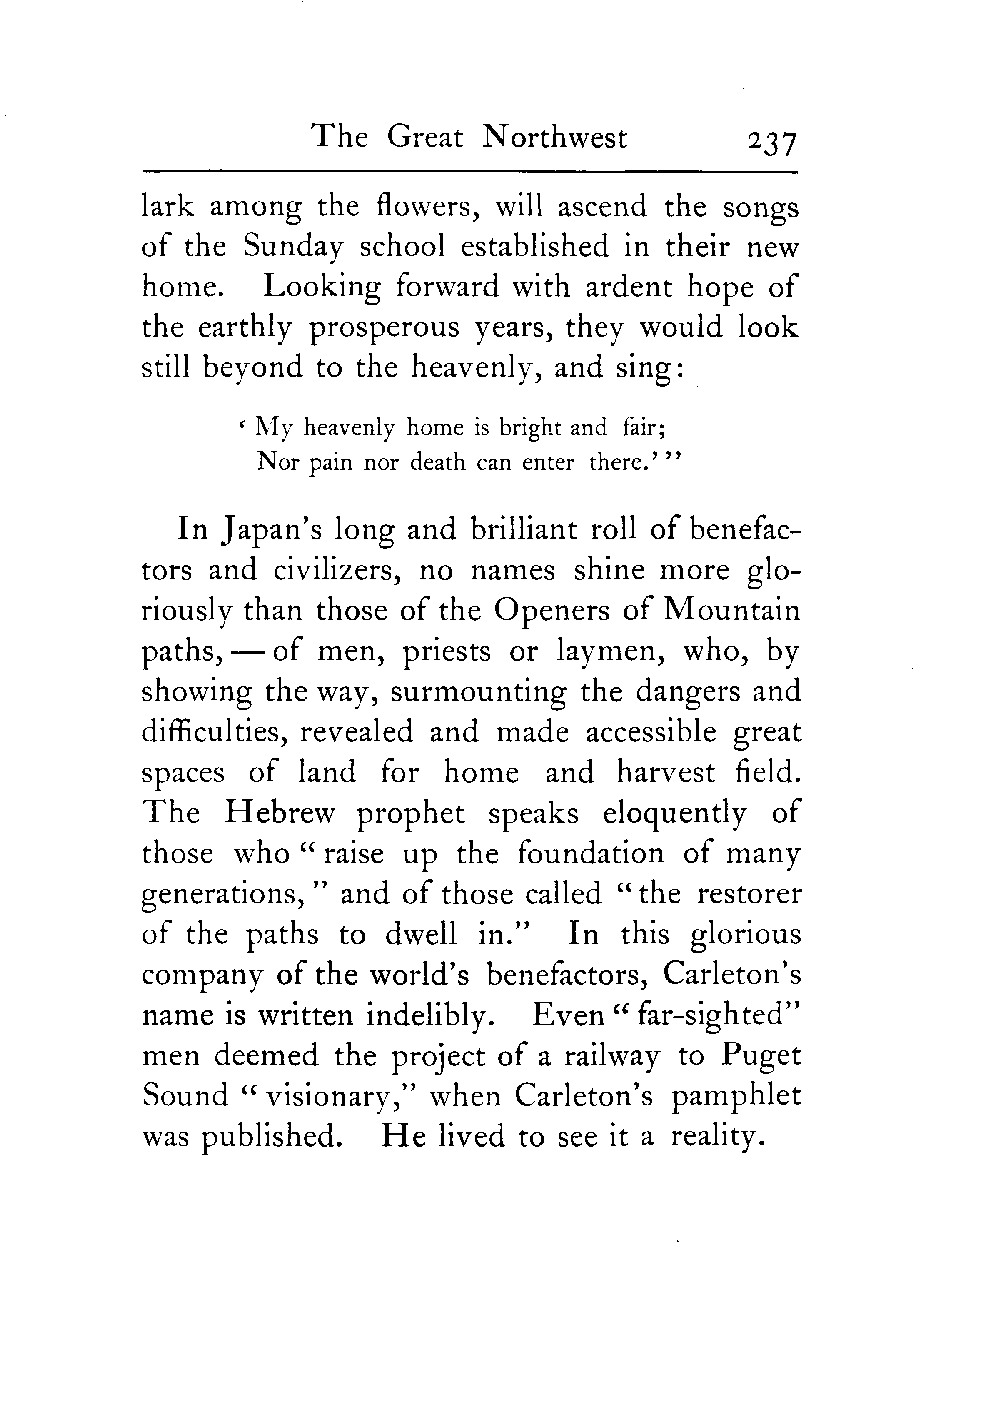 The Great Northwest 237
lark among the flowers, will ascend the songs
of the Sunday school established in their new
home. Looking forward with ardent hope of
the earthly prosperous years, they would look
still beyond to the heavenly, and sing:
‘ My heavenly home is bright and fair;
Nor pain nor death can enter there.’ ”
In Japan’s long and brilliant roll of benefac-
tors and civilizers, no names shine more glo-
riously than those of the Openers of Mountain
paths, — of men, priests or laymen, who, by
showing the way, surmounting the dangers and
difficulties, revealed and made accessible great
spaces of land for home and harvest field.
The Hebrew prophet speaks eloquently of
those who “ raise up the foundation of many
generations, ” and of those called “ the restorer
of the paths to dwell in.” In this glorious
company of the world’s benefactors, Carleton’s
name is written indelibly. Even “ far-sighted”
men deemed the project of a railway to Puget
Sound “ visionary,” when Carleton’s pamphlet
was published. He lived to see it a reality.